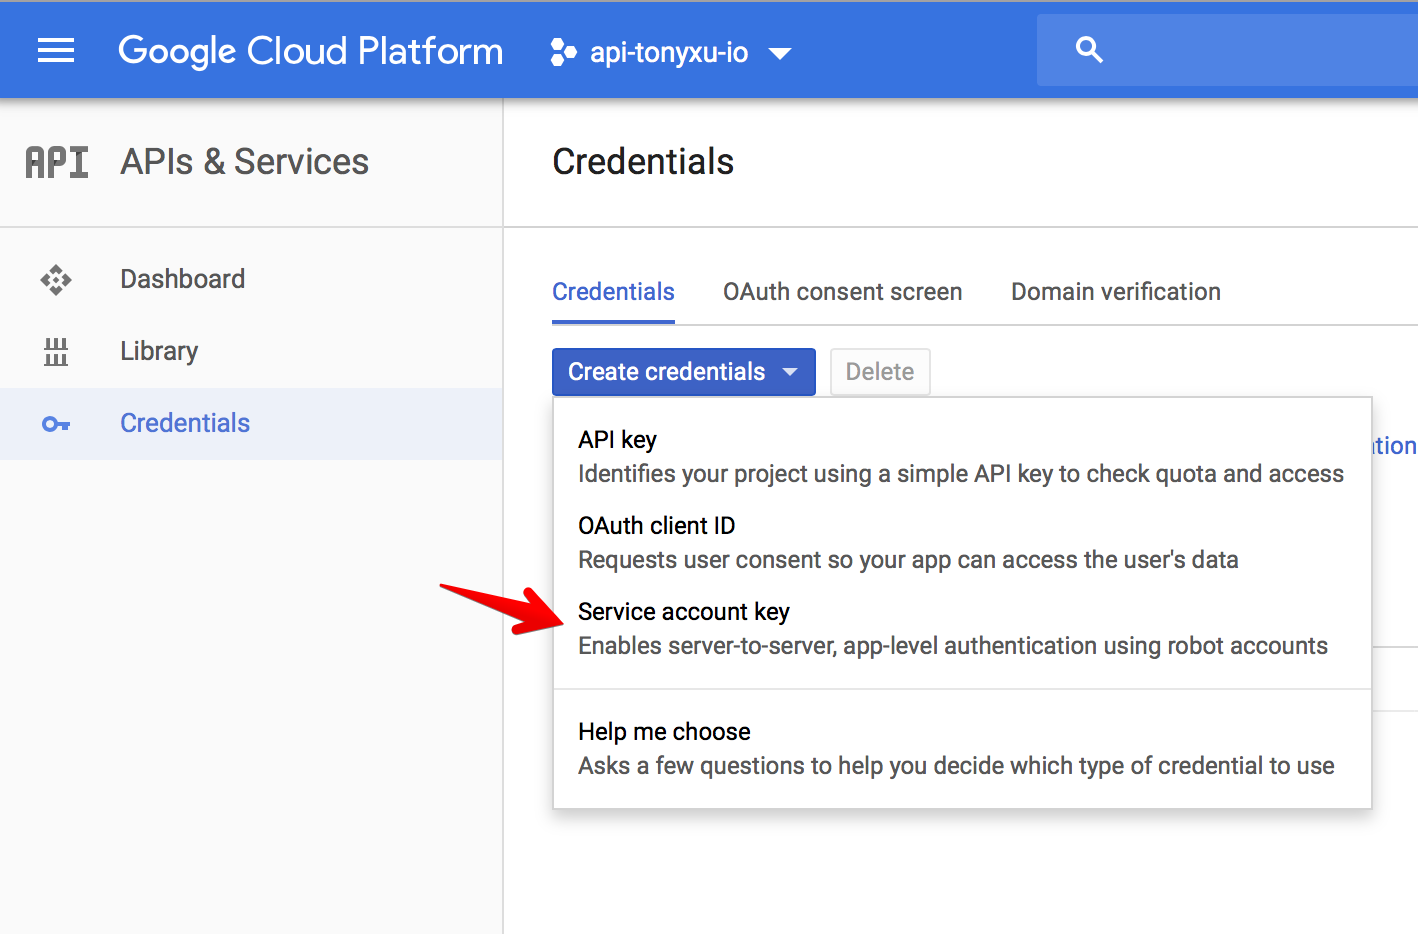 Google Cloud Platform
api-tonyxu-io
API
APIs & Services
Credentials
Dashboard
Library
Credentials
Credentials
OAuth consent screen
Domain verification
Create credentials
Delete
API key
Identifies your project using a simple API key to check quota and access
OAuth client ID
Requests user consent so your app can access the user's data
Service account key
Enables server-to-server, app-level authentication using robot accounts
Help me choose
Asks a few questions to help you decide which type of credential to use